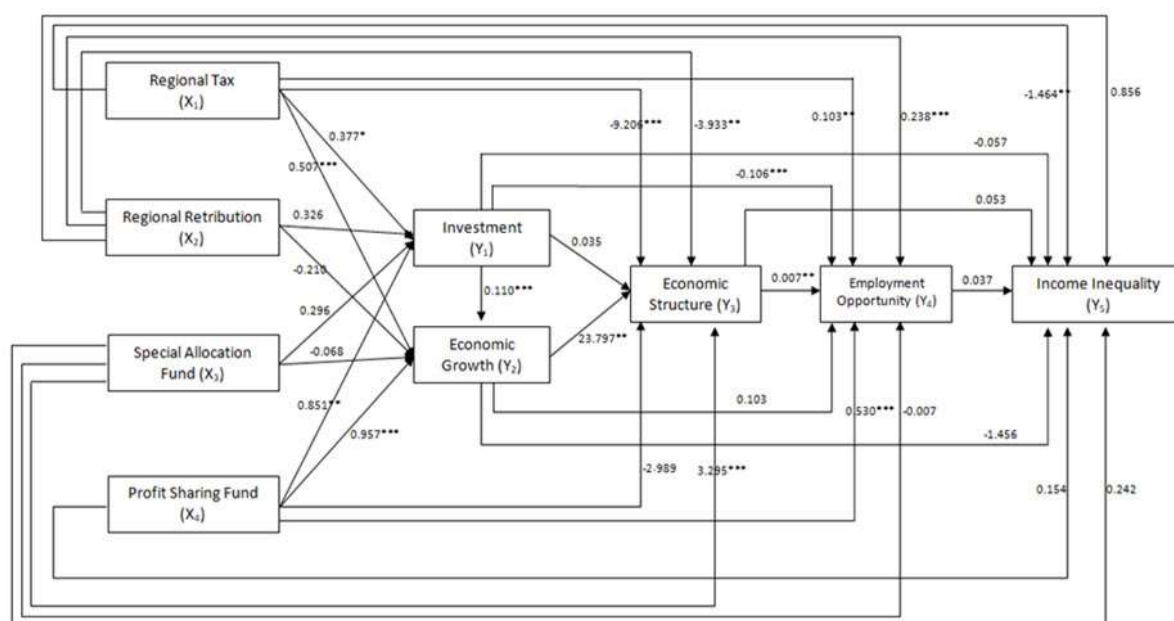 Regional Tax
(X₁)
Regional Retribution
(X₂)
Special Allocation
Fund (X₃)
Profit Sharing Fund
(X₄)
0.377*
0.507***
0.326
-0.210
0.296
-0.068
0.851**
0.957***
Investment
(Y₁)
0.110***
Economic
Growth (Y₂)
0.035
23.797**
-9.206***
-3.933**
0.103**
0.238***
-1.464**
0.856
-0.057
-0.106***
0.053
Economic
Structure (Y₃)
0.007**
Employment
Opportunity (Y₄)
0.037
Income Inequality
(Y₅)
0.103
0.530***
-0.007
-1.456
-2.989
3.295***
0.154
0.242